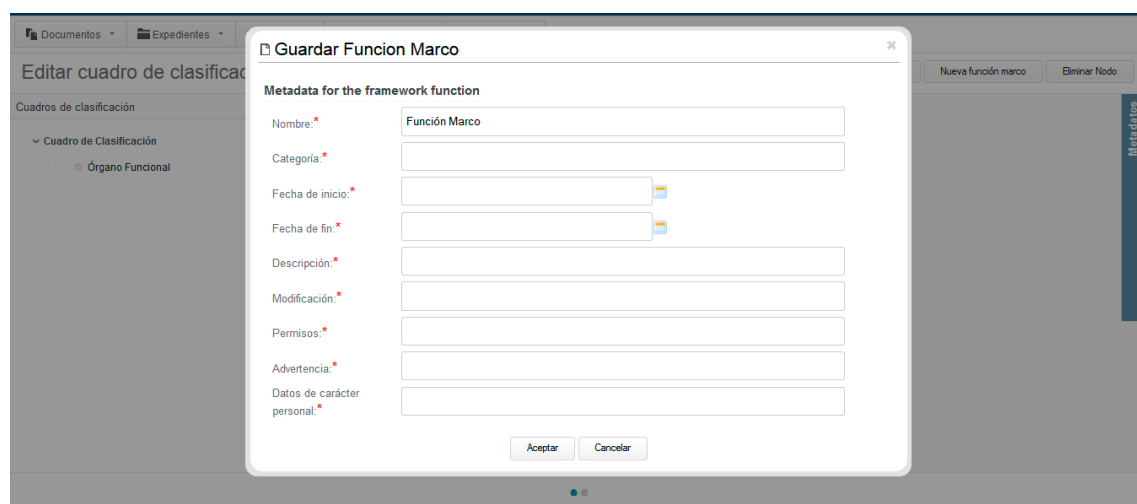 Documentos Expedientes
Editar cuadro de clasificac
Nueva función marco Eliminar Nodo
Cuadros de clasificación
Cuadro de Clasificación
Órgano Funcional
Metadatos
Guardar Funcion Marco
Metadata for the framework function
Nombre:* Función Marco
Categoría:*
Fecha de inicio:*
Fecha de fin:*
Descripción:*
Modificación:*
Permisos:*
Advertencia:*
Datos de carácter
personal:*
Aceptar Cancelar